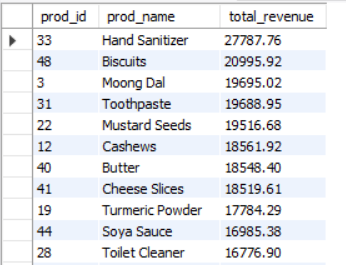 prod_id prod_name total_revenue
33 Hand Sanitizer 27787.76
48 Biscuits 20995.92
3 Moong Dal 19695.02
31 Toothpaste 19688.95
22 Mustard Seeds 19516.68
12 Cashews 18561.92
40 Butter 18548.40
41 Cheese Slices 18519.61
19 Turmeric Powder 17784.29
44 Soya Sauce 16985.38
28 Toilet Cleaner 16776.90